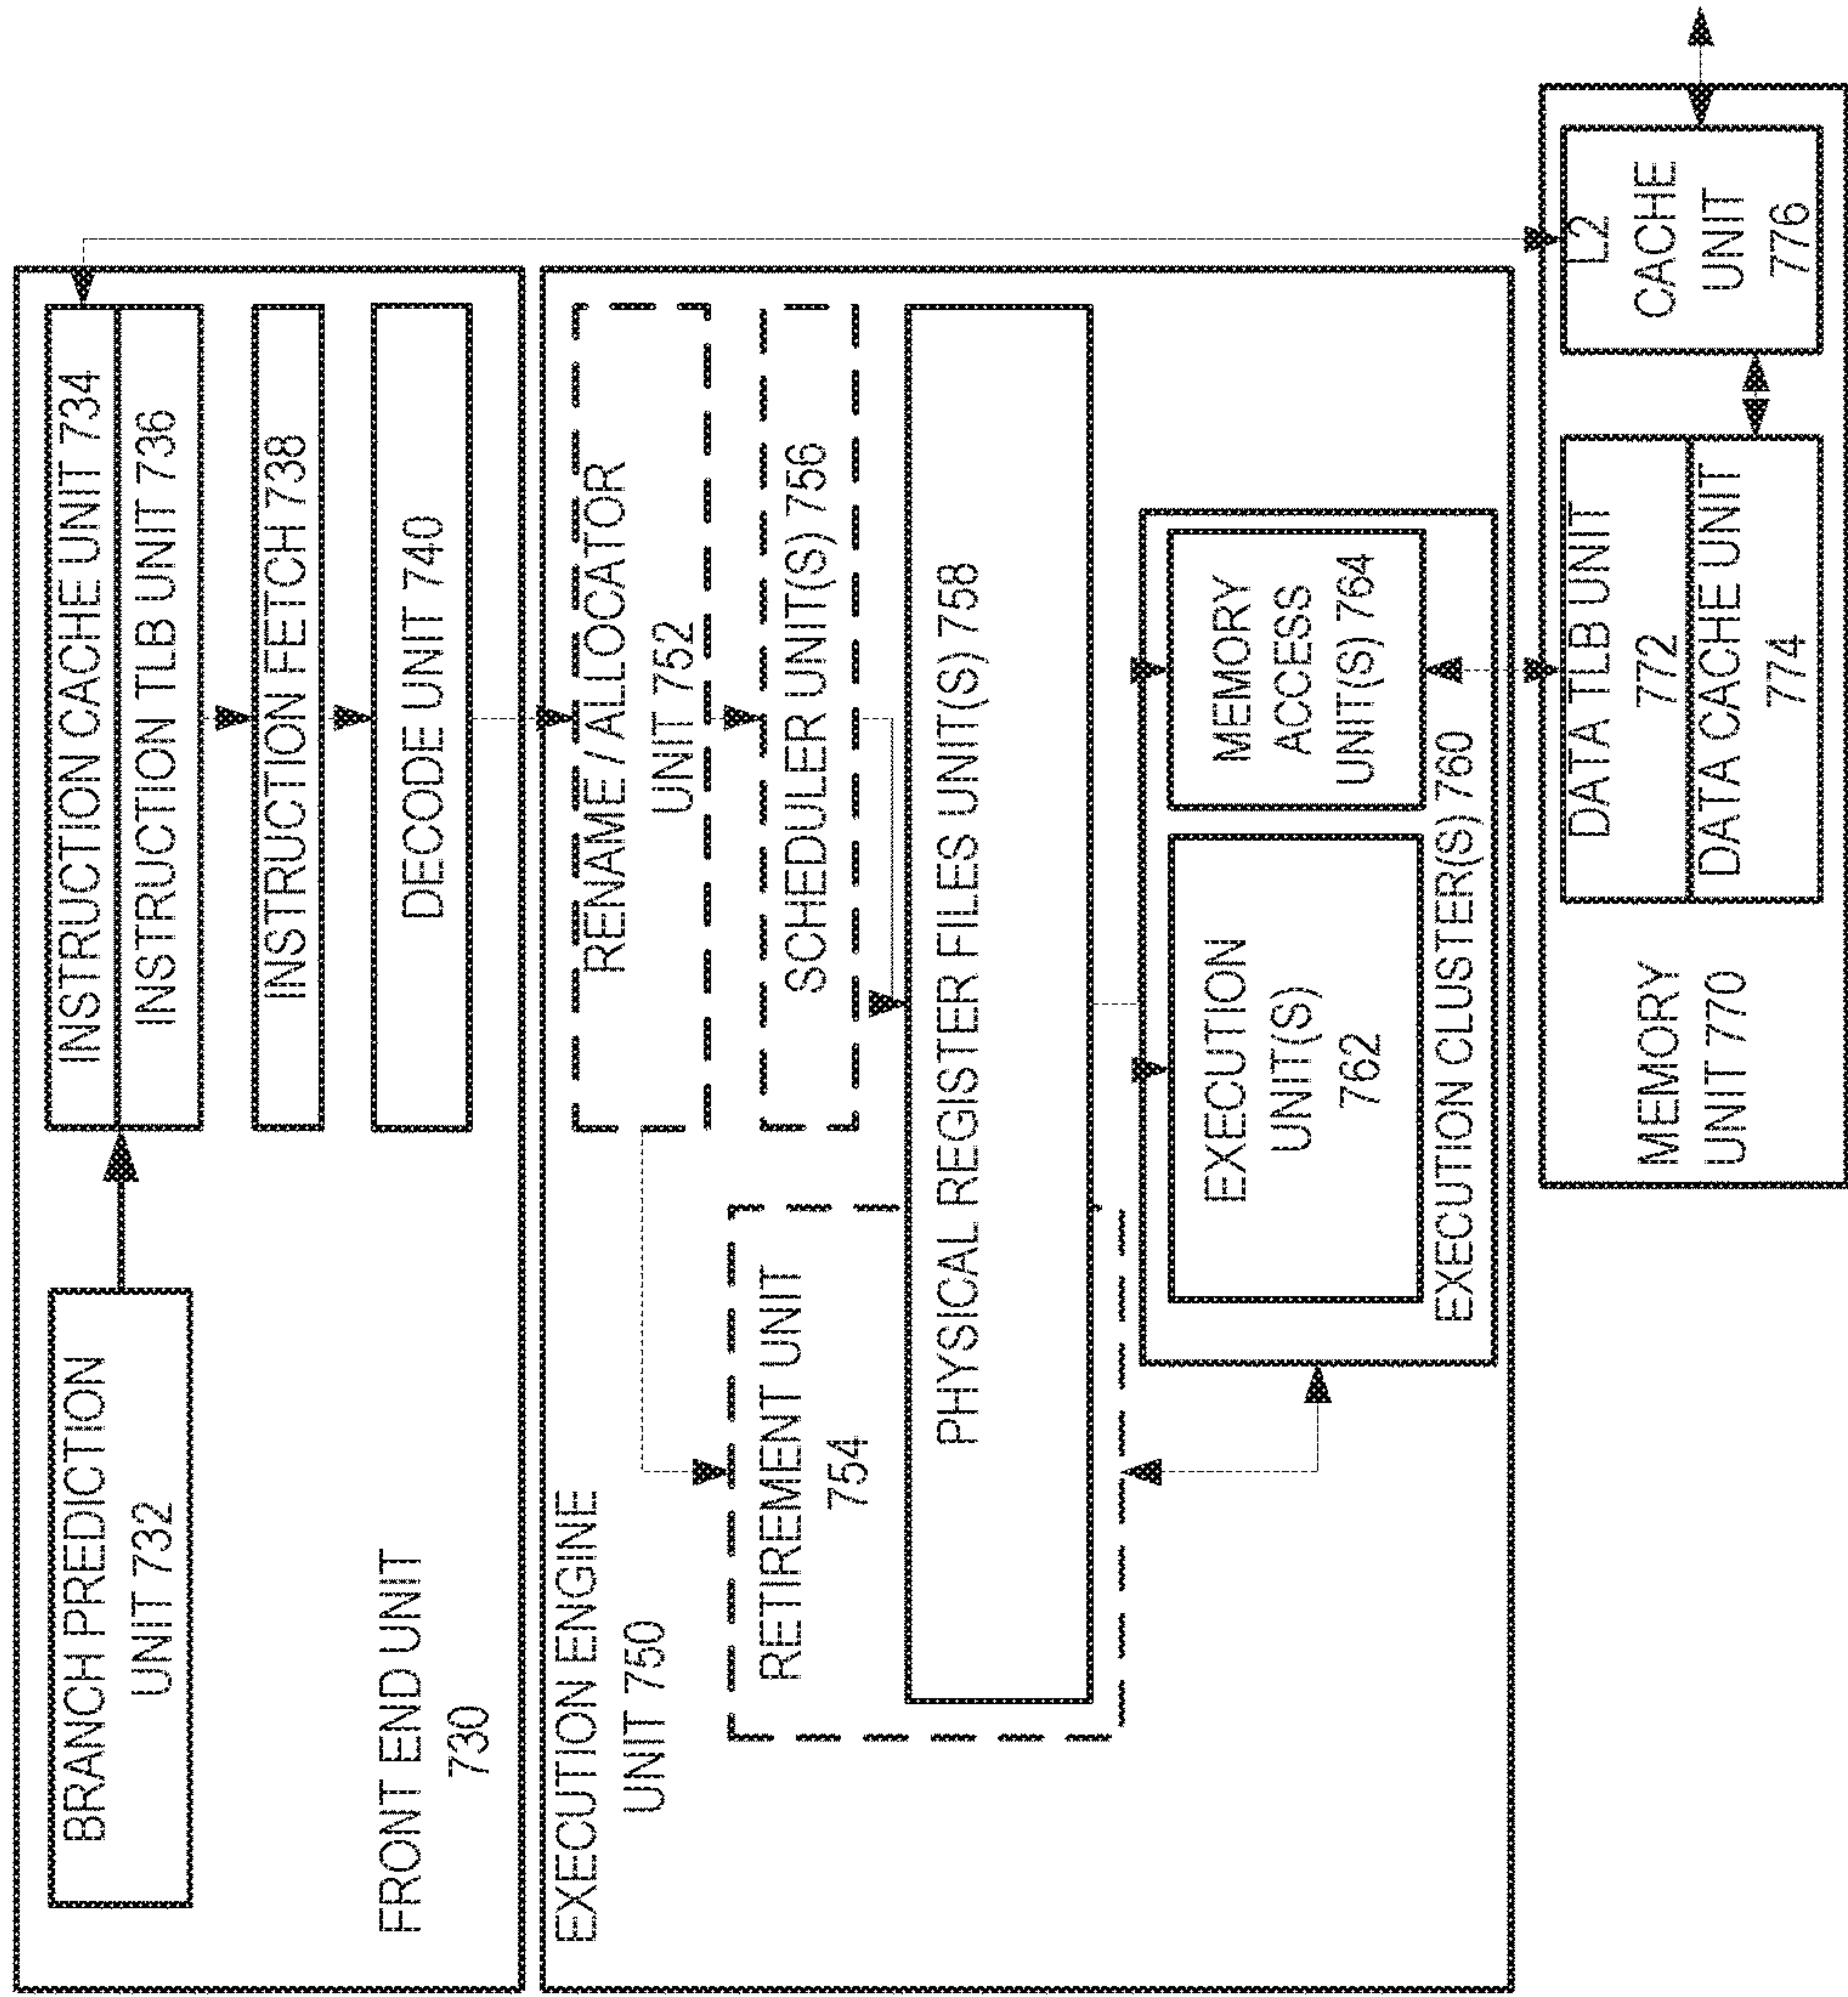 BRANCH PREDICTION
UNIT 732
INSTRUCTION CACHE UNIT 734
INSTRUCTION TLB UNIT 736
INSTRUCTION FETCH 738
DECODE UNIT 740
FRONT END UNIT
730
EXECUTION ENGINE
UNIT 750
RENAME / ALLOCATOR
UNIT 752
RETIREMENT UNIT
754
SCHEDULER UNIT(S) 756
PHYSICAL REGISTER FILES UNIT(S) 758
EXECUTION
UNIT(S)
762
MEMORY
ACCESS
UNIT(S) 764
EXECUTION CLUSTER(S) 760
MEMORY
UNIT 770
DATA TLB UNIT
772
DATA CACHE UNIT
774
L2
CACHE
UNIT
776